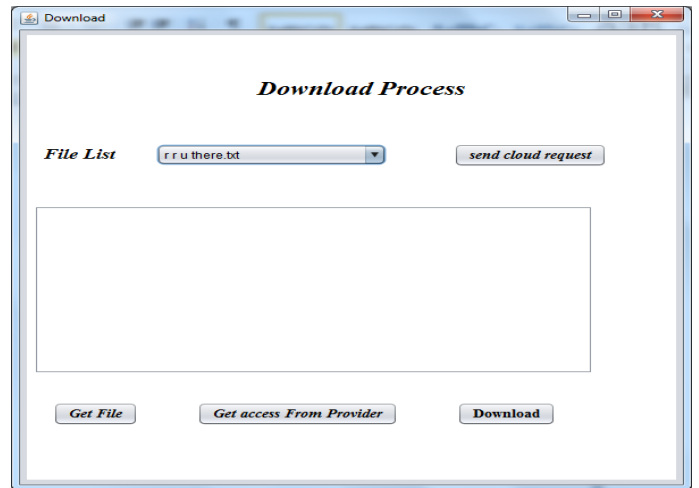 Download
Download Process
File List r r u there.txt send cloud request
Get File Get access From Provider Download